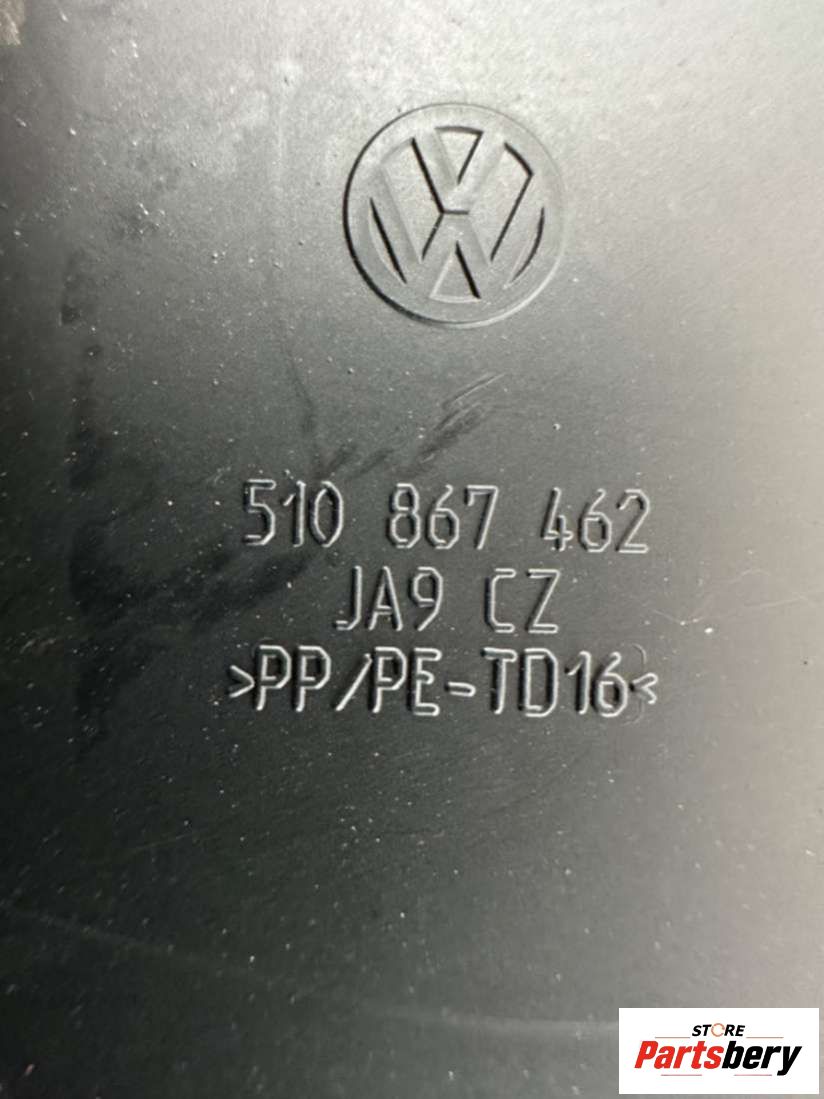 510 867 462
JA9 CZ
>PP/PE-TD16<
STORE
Partsbery